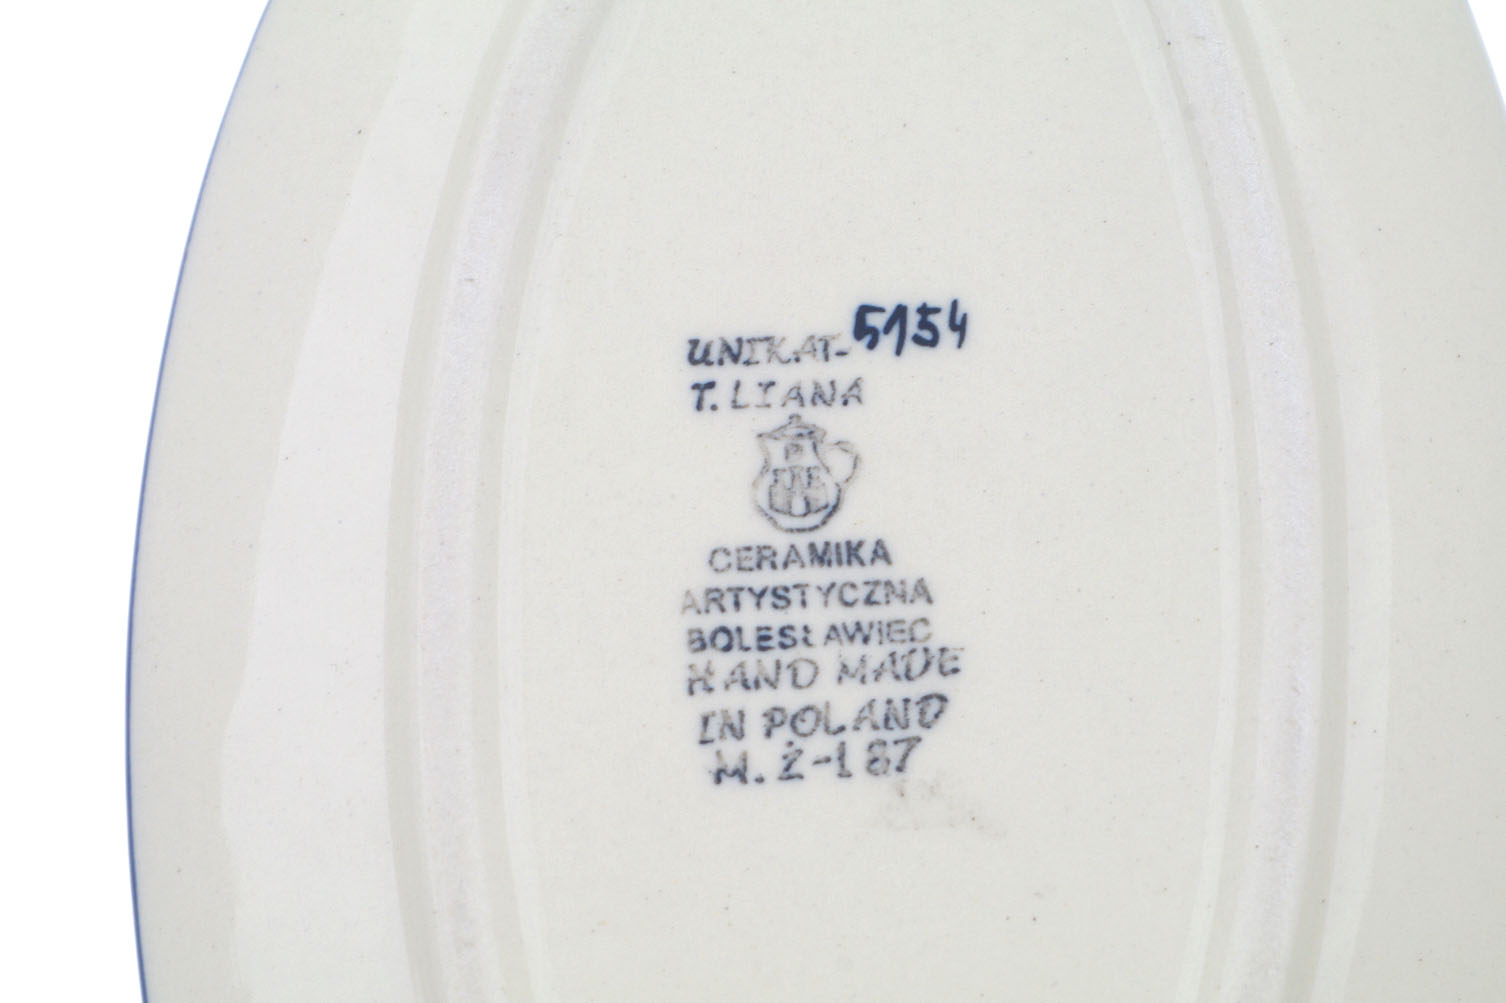 UNIKAT-5154
T. LIANA
CERAMIKA
ARTYSTYCZNA
BOLESŁAWIEC
HAND MADE
IN POLAND
M. Ż-187